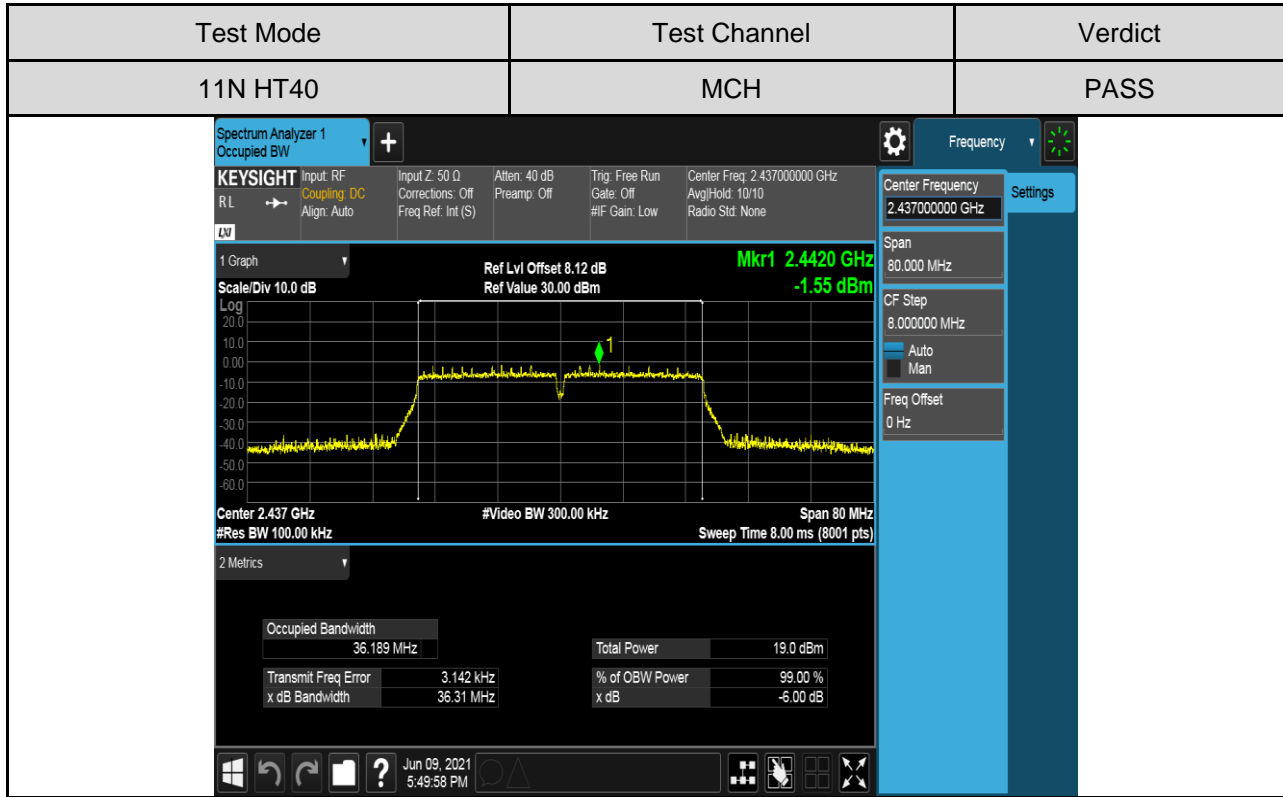 Test Mode Test Channel Verdict
11N HT40 MCH PASS
Spectrum Analyzer 1
Occupied BW
+
Frequency
KEYSIGHT Input: RF Input Z: 50 Ω Atten: 40 dB Trig: Free Run Center Freq: 2.437000000 GHz
Coupling: DC Corrections: Off Preamp: Off Gate: Off Avg|Hold: 10/10
RL Align: Auto Freq Ref: Int (S) #IF Gain: Low Radio Std: None
LXI
Center Frequency
2.437000000 GHz
Settings
Span
80.000 MHz
CF Step
8.000000 MHz
Auto
Man
Freq Offset
0 Hz
1 Graph Ref Lvl Offset 8.12 dB Mkr1 2.4420 GHz
Scale/Div 10.0 dB Ref Value 30.00 dBm -1.55 dBm
Log
20.0
10.0
0.00
-10.0
-20.0
-30.0
-40.0
-50.0
-60.0
1
Center 2.437 GHz #Video BW 300.00 kHz Span 80 MHz
#Res BW 100.00 kHz Sweep Time 8.00 ms (8001 pts)
2 Metrics
Occupied Bandwidth
36.189 MHz Total Power 19.0 dBm
Transmit Freq Error 3.142 kHz % of OBW Power 99.00 %
x dB Bandwidth 36.31 MHz x dB -6.00 dB
? Jun 09, 2021
5:49:58 PM